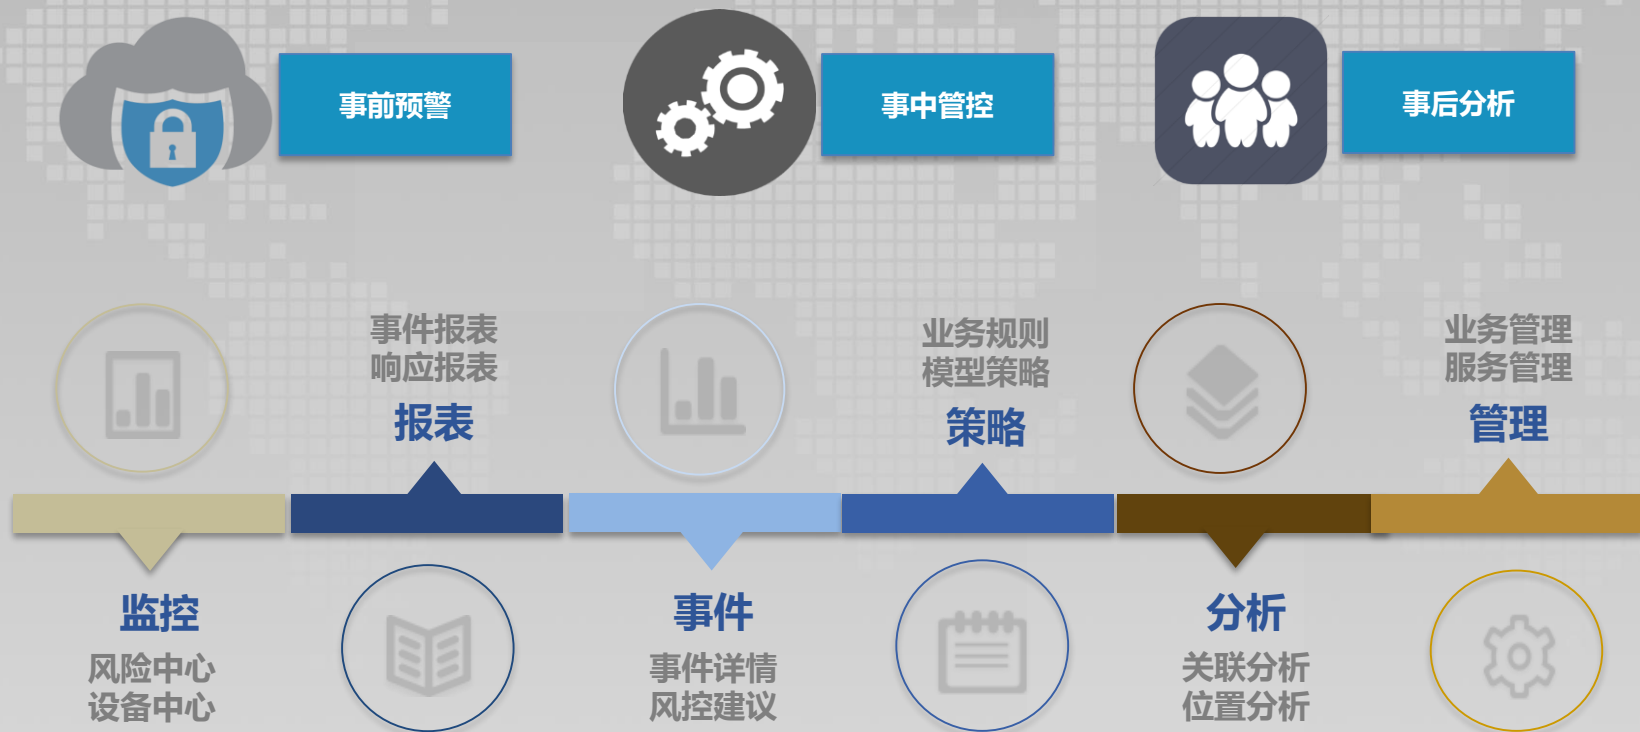 事前预警
事中管控
事后分析
事件报表
响应报表
报表
业务规则
模型策略
策略
业务管理
服务管理
管理
监控
风险中心
设备中心
事件
事件详情
风控建议
分析
关联分析
位置分析